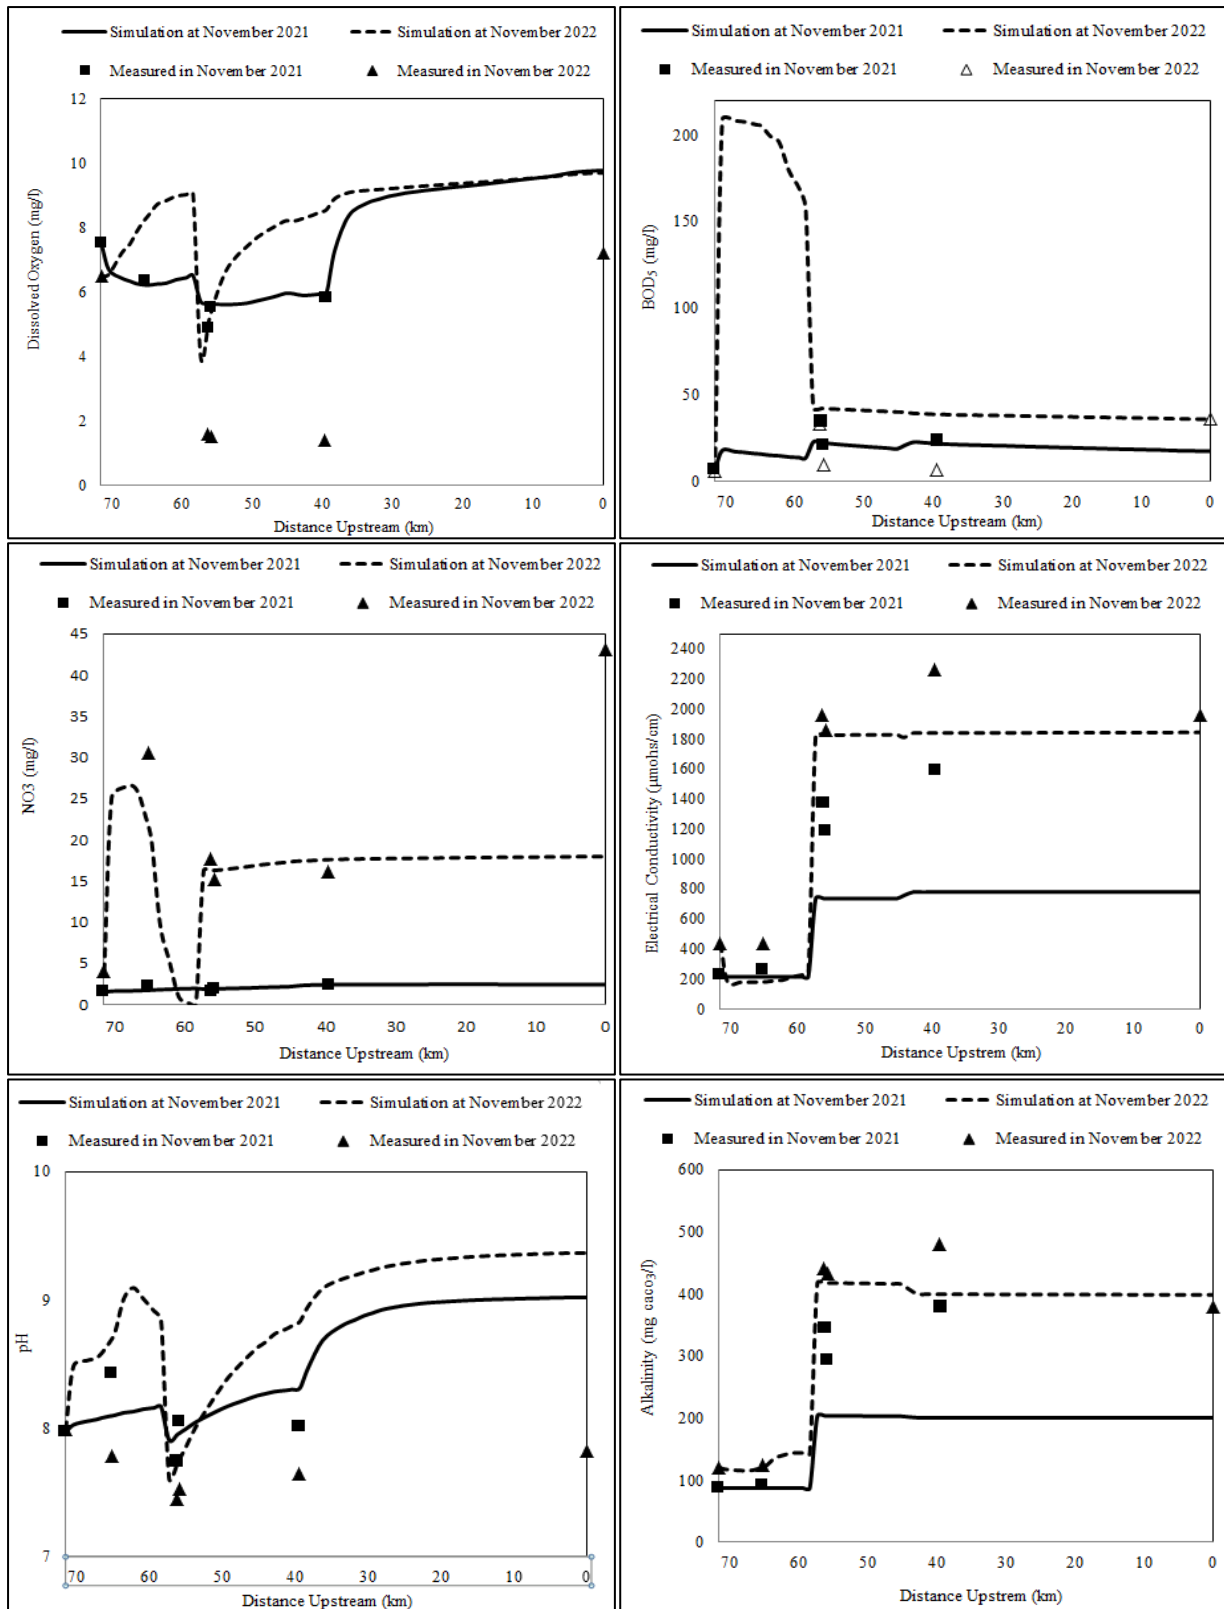 Simulation at November 2021 Simulation at November 2022
Measured in November 2021 Measured in November 2022
12
10
8
6
4
2
0
Dissolved Oxygen (mg/l)
70 60 50 40 30 20 10 0
Distance Upstream (km)
Simulation at November 2021 Simulation at November 2022
Measured in November 2021 Measured in November 2022
200
150
100
50
0
BOD5 (mg/l)
70 60 50 40 30 20 10 0
Distance Upstream (km)
Simulation at November 2021 Simulation at November 2022
Measured in November 2021 Measured in November 2022
45
40
35
30
25
20
15
10
5
0
NO3 (mg/l)
70 60 50 40 30 20 10 0
Distance Upstream (km)
Simulation at November 2021 Simulation at November 2022
Measured in November 2021 Measured in November 2022
2400
2200
2000
1800
1600
1400
1200
1000
800
600
400
200
0
Electrical Conductivity (µmohs/cm)
70 60 50 40 30 20 10 0
Distance Upstrem (km)
Simulation at November 2021 Simulation at November 2022
Measured in November 2021 Measured in November 2022
10
9
8
7
pH
70 60 50 40 30 20 10 0
Distance Upstream (km)
Simulation at November 2021 Simulation at November 2022
Measured in November 2021 Measured in November 2022
600
500
400
300
200
100
0
Alkalinity (mg caco3/l)
70 60 50 40 30 20 10 0
Distance Upstrem (km)